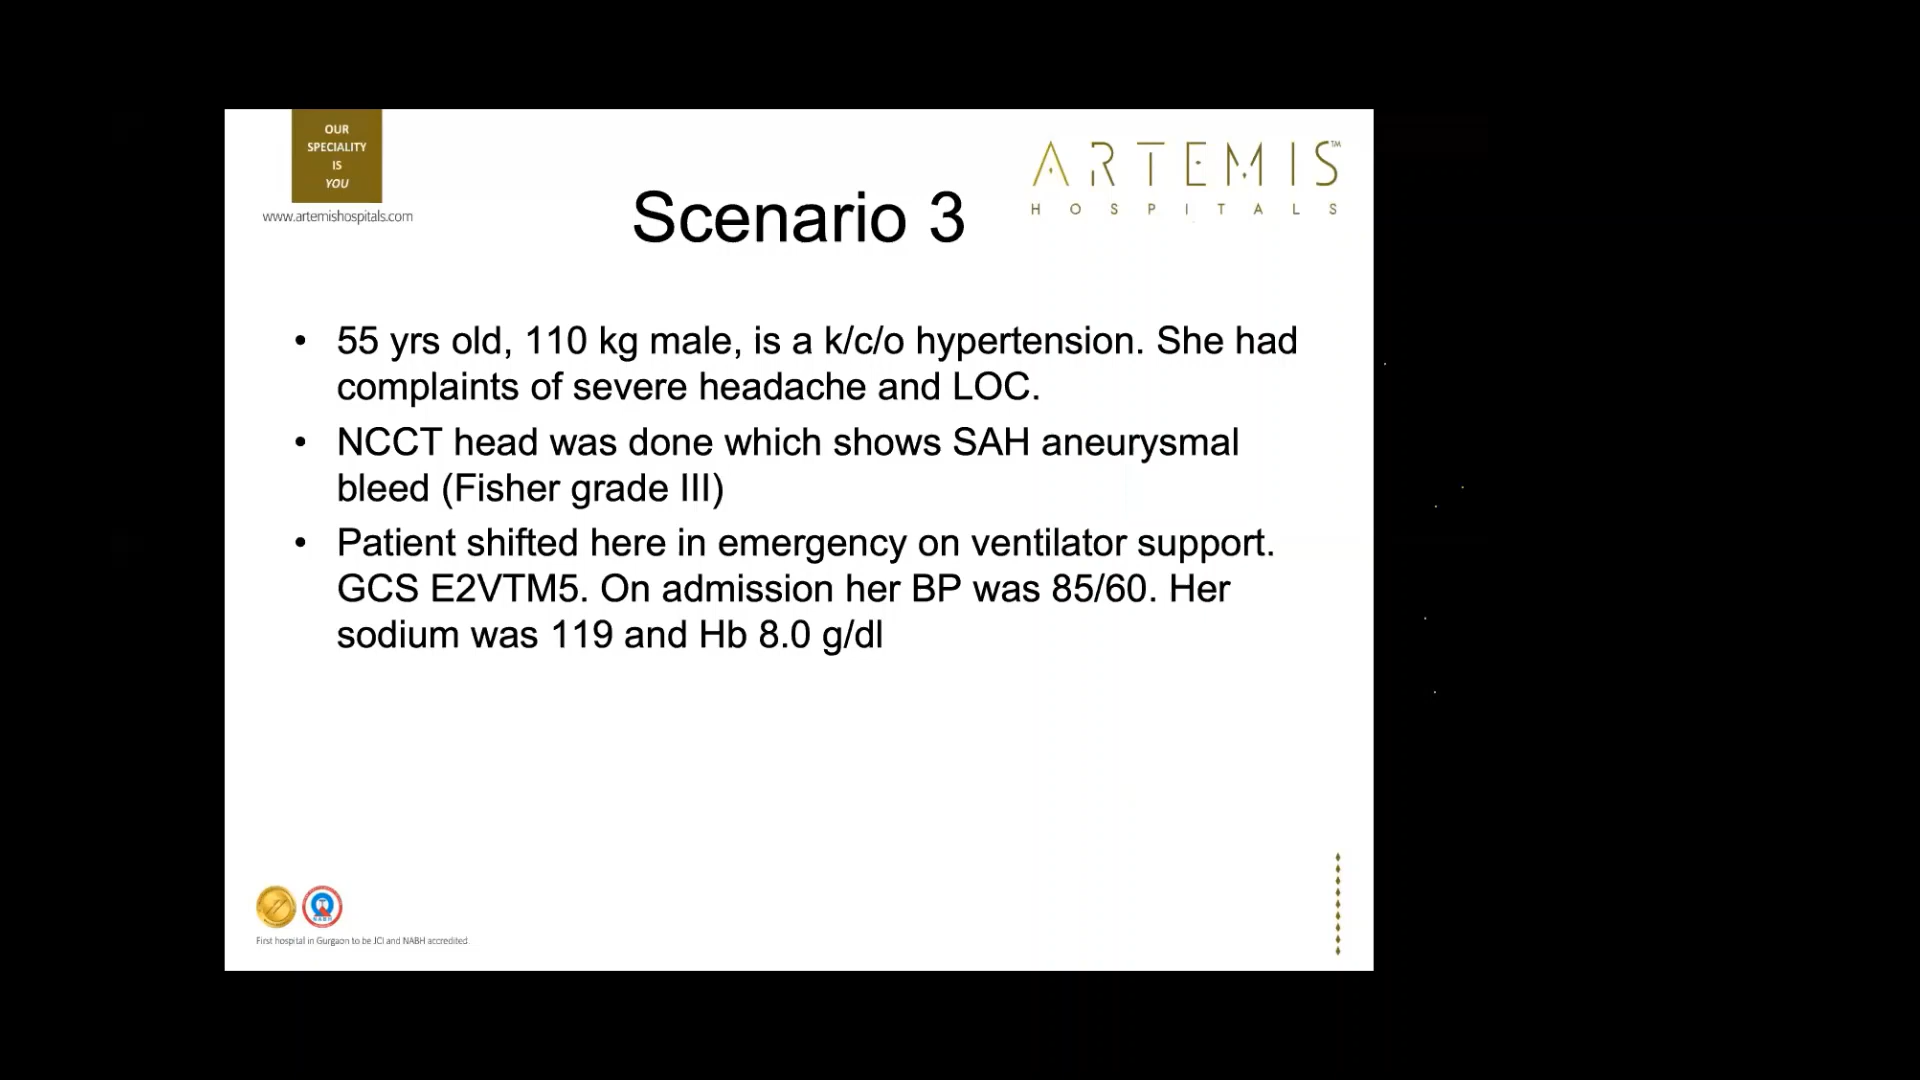 OUR
SPECIALITY
IS
YOU
www.artemishospitals.com
ARTEMIS™
HOSPITALS
Scenario 3
• 55 yrs old, 110 kg male, is a k/c/o hypertension. She had
complaints of severe headache and LOC.
• NCCT head was done which shows SAH aneurysmal
bleed (Fisher grade III)
• Patient shifted here in emergency on ventilator support.
GCS E2VTM5. On admission her BP was 85/60. Her
sodium was 119 and Hb 8.0 g/dl
First hospital in Gurgaon to be JCI and NABH accredited.